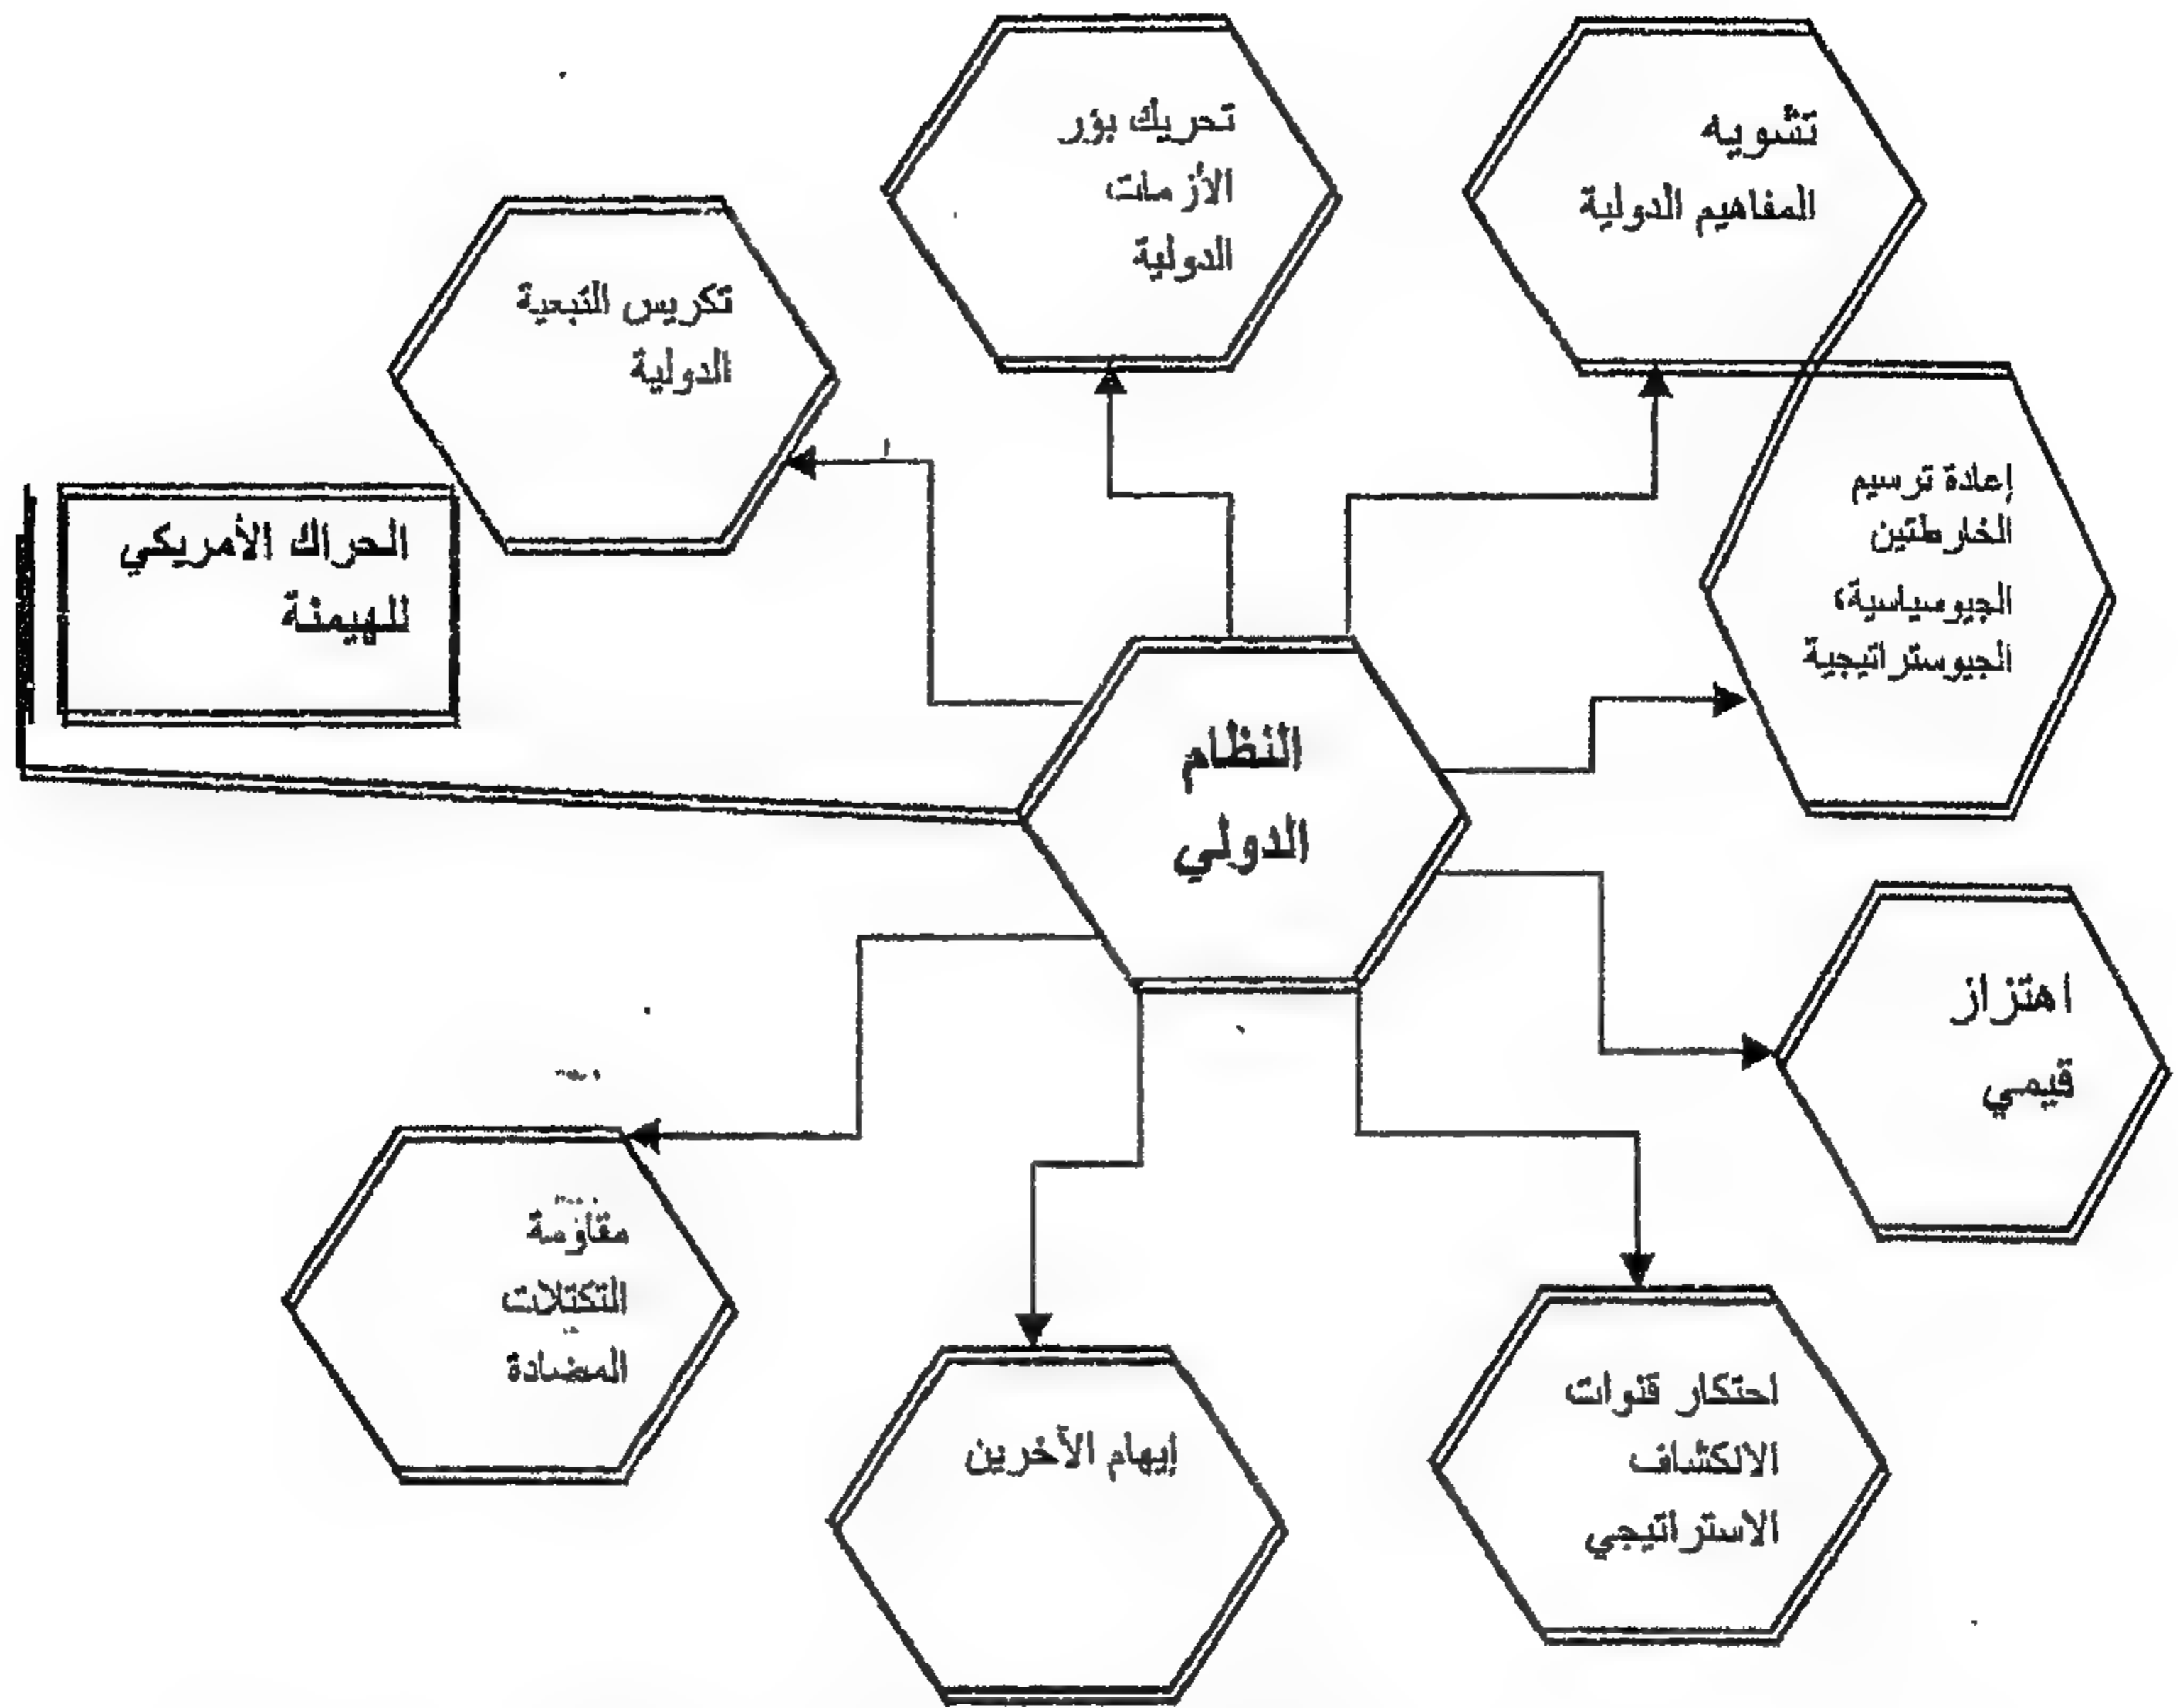 تشويه
المفاهيم الدولية
تحريك بؤر
الأزمات
الدولية
تكريس التبعية
الدولية
إعادة ترسيم
الخارطتين
الجيوسياسية،
الجيوستراتيجية
الحراك الأمريكي
للهيمنة
النظام
الدولي
اهتزاز
قيمي
مقاومة
التكتلات
المضادة
إيهام الآخرين
احتكار قنوات
الالكشاف
الاستراتيجي